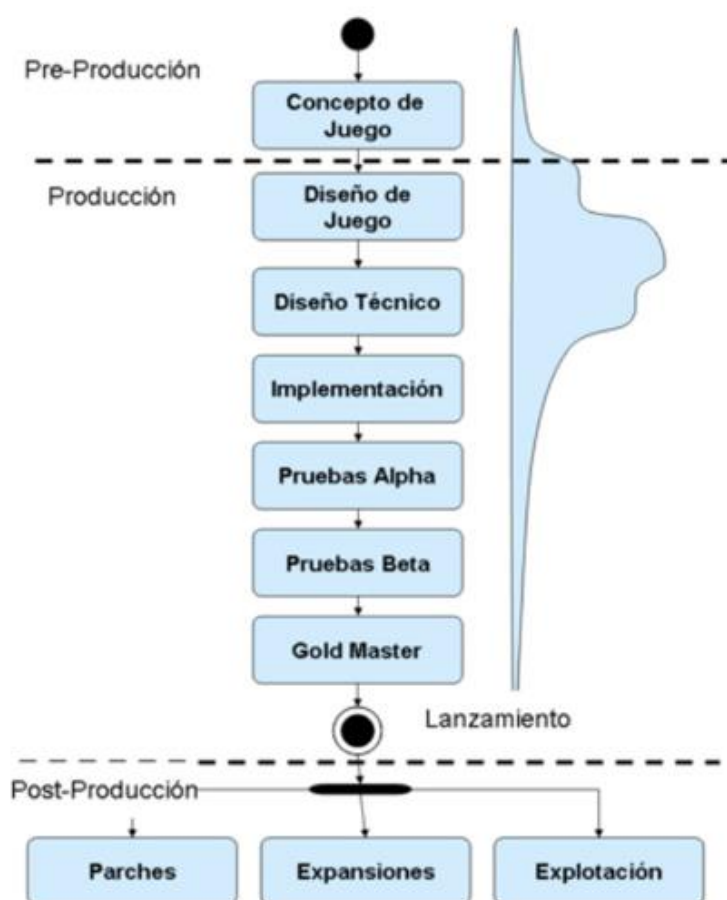 Pre-Producción
Concepto de
Juego
Producción
Diseño de
Juego
Diseño Técnico
Implementación
Pruebas Alpha
Pruebas Beta
Gold Master
Lanzamiento
Post-Producción
Parches
Expansiones
Explotación